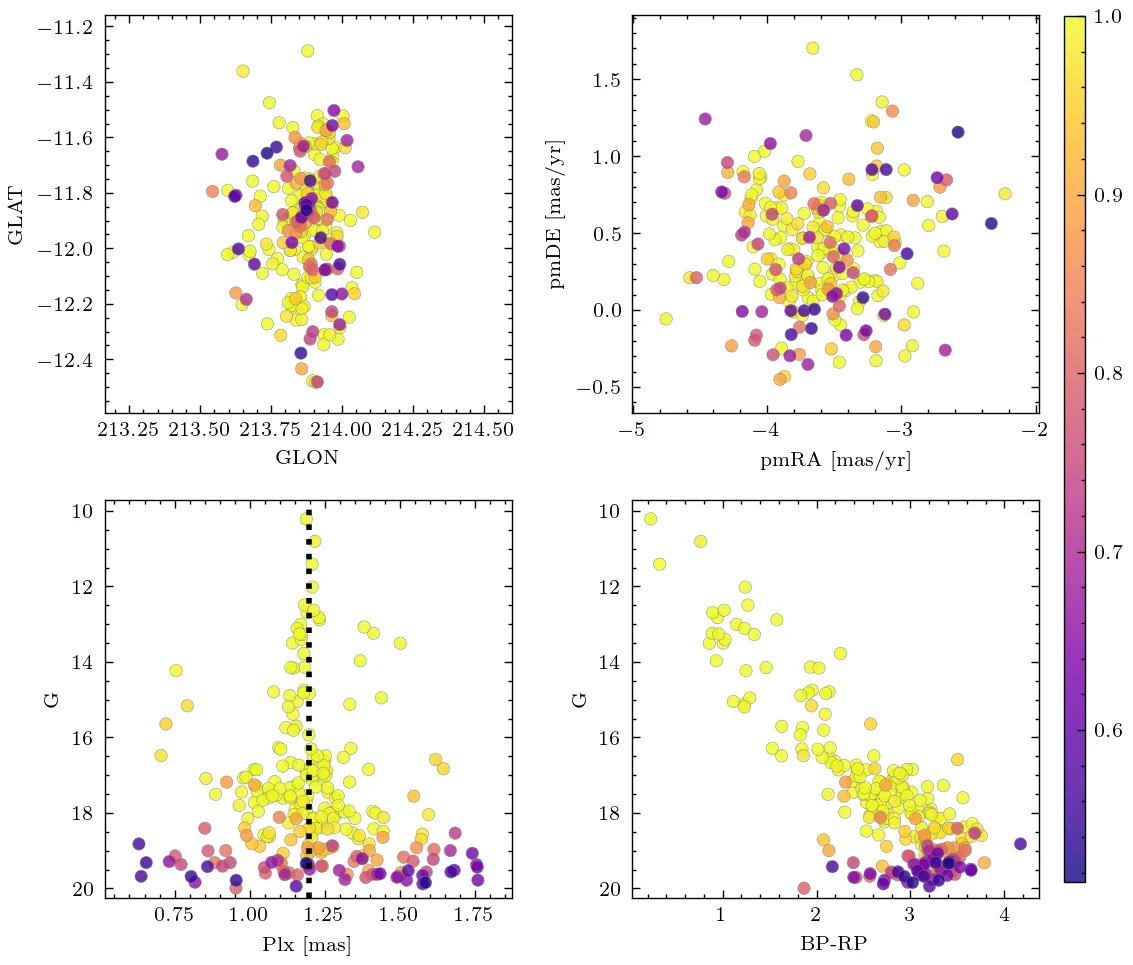 −11.2
−11.4
−11.6
−11.8
−12.0
−12.2
−12.4
GLAT
213.25 213.50 213.75 214.00 214.25 214.50
GLON
1.5
1.0
0.5
0.0
−0.5
pmDE [mas/yr]
−5 −4 −3 −2
pmRA [mas/yr]
10
12
14
16
18
20
G
0.75 1.00 1.25 1.50 1.75
Plx [mas]
10
12
14
16
18
20
G
1 2 3 4
BP-RP
1.0
0.9
0.8
0.7
0.6